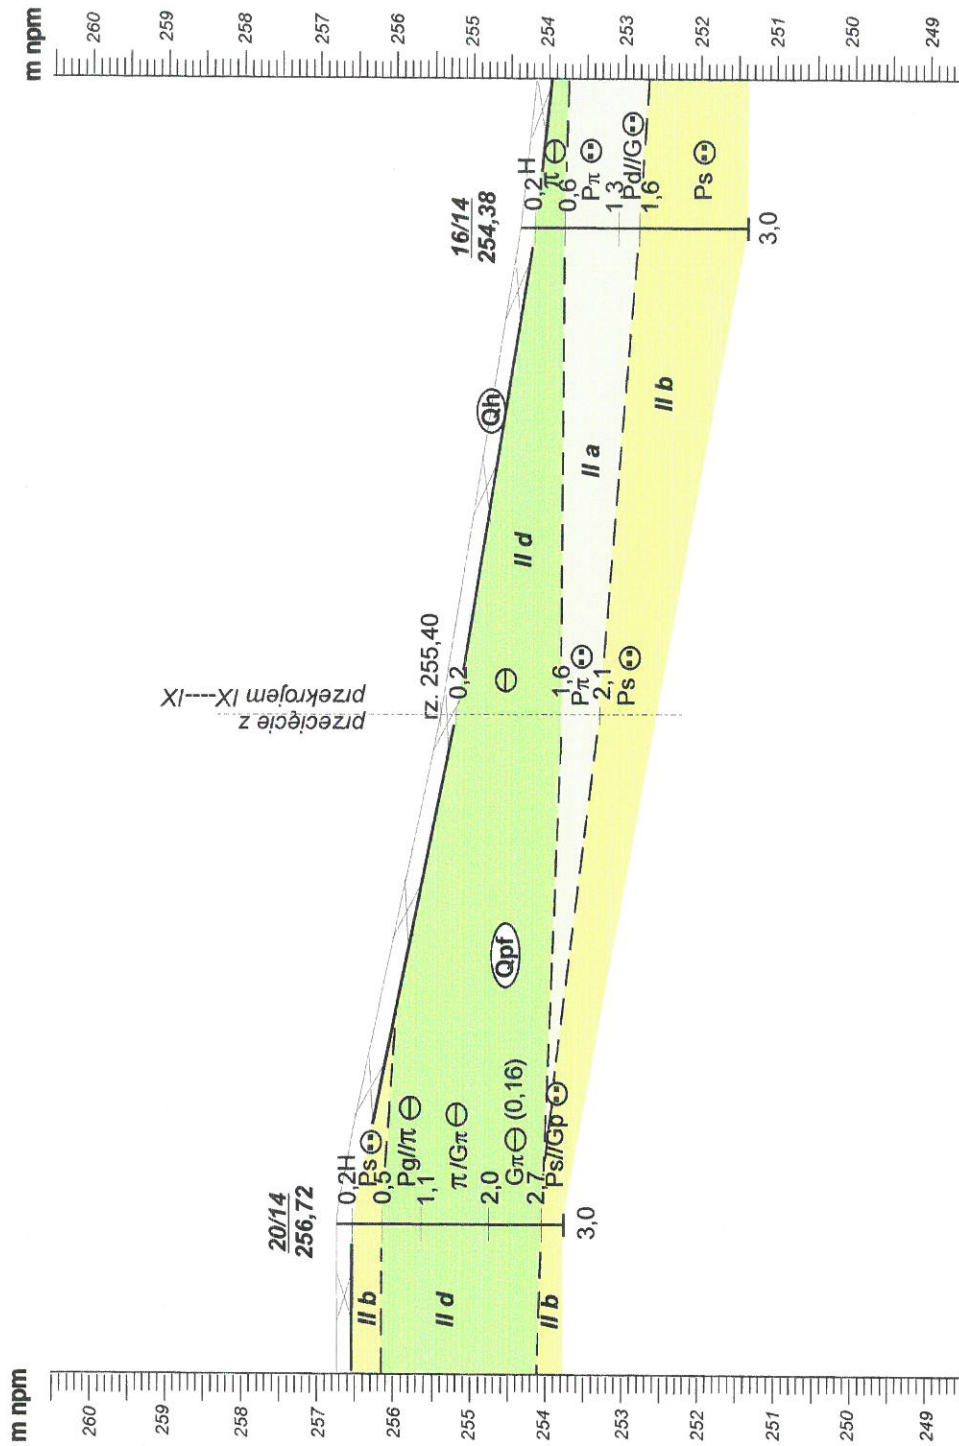 m npm
260
259
258
257
256
255
254
253
252
251
250
249
20/14
256,72
0,2H
Ps
0,5
Pg//π
1,1
π/Gπ
2,0
Gπ (0,16)
2,7
Ps//Gp
3,0
II b
II d
II b
Qpf
przecięcie z
przekrojem IX----IX
rz. 255,40
0,2
1,6
Pπ
2,1
Ps
II d
II a
II b
Qh
16/14
254,38
0,2H
π
0,6
Pπ
1,3
Pd//G
1,6
Ps
3,0
m npm
260
259
258
257
256
255
254
253
252
251
250
249